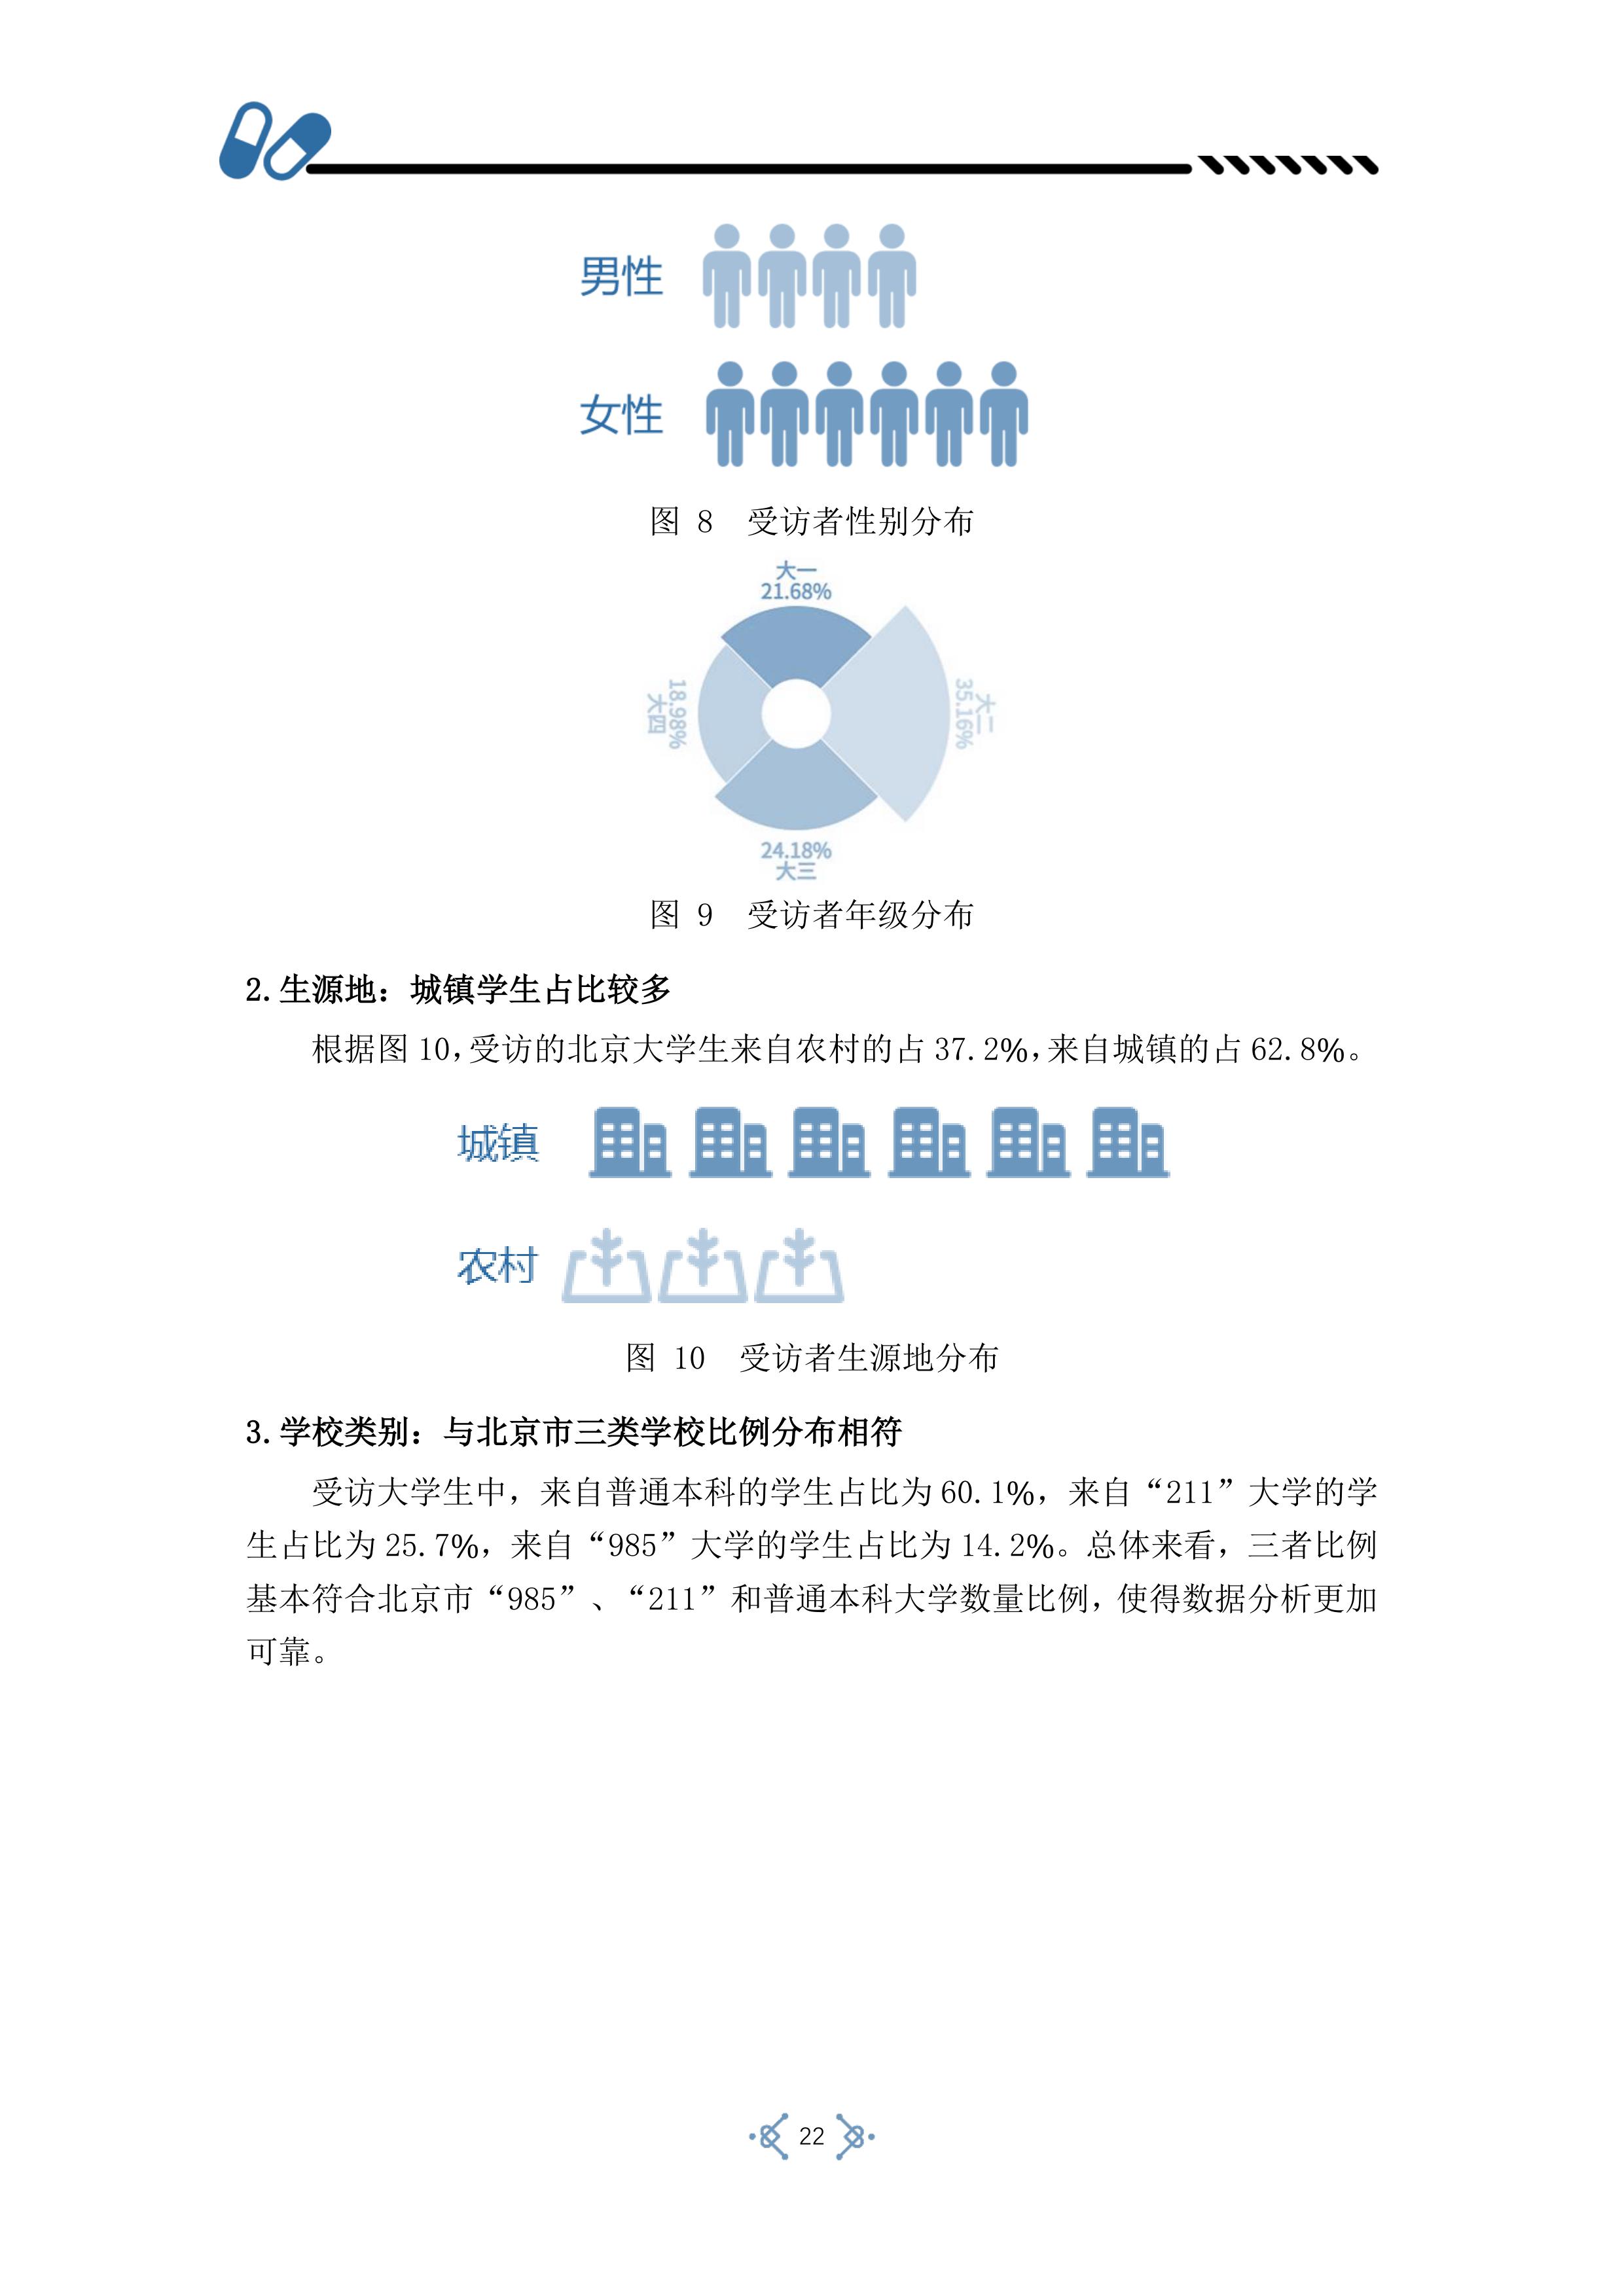 男性
女性
图 8 受访者性别分布
大一
21.68%
大二
35.16%
18.98%
大四
24.18%
大三
图 9 受访者年级分布
2.生源地：城镇学生占比较多
根据图 10,受访的北京大学生来自农村的占 37.2%,来自城镇的占 62.8%。
城镇
农村
图 10 受访者生源地分布
3.学校类别：与北京市三类学校比例分布相符
受访大学生中，来自普通本科的学生占比为 60.1%，来自“211”大学的学
生占比为 25.7%，来自“985”大学的学生占比为 14.2%。总体来看，三者比例
基本符合北京市“985”、“211”和普通本科大学数量比例，使得数据分析更加
可靠。
22